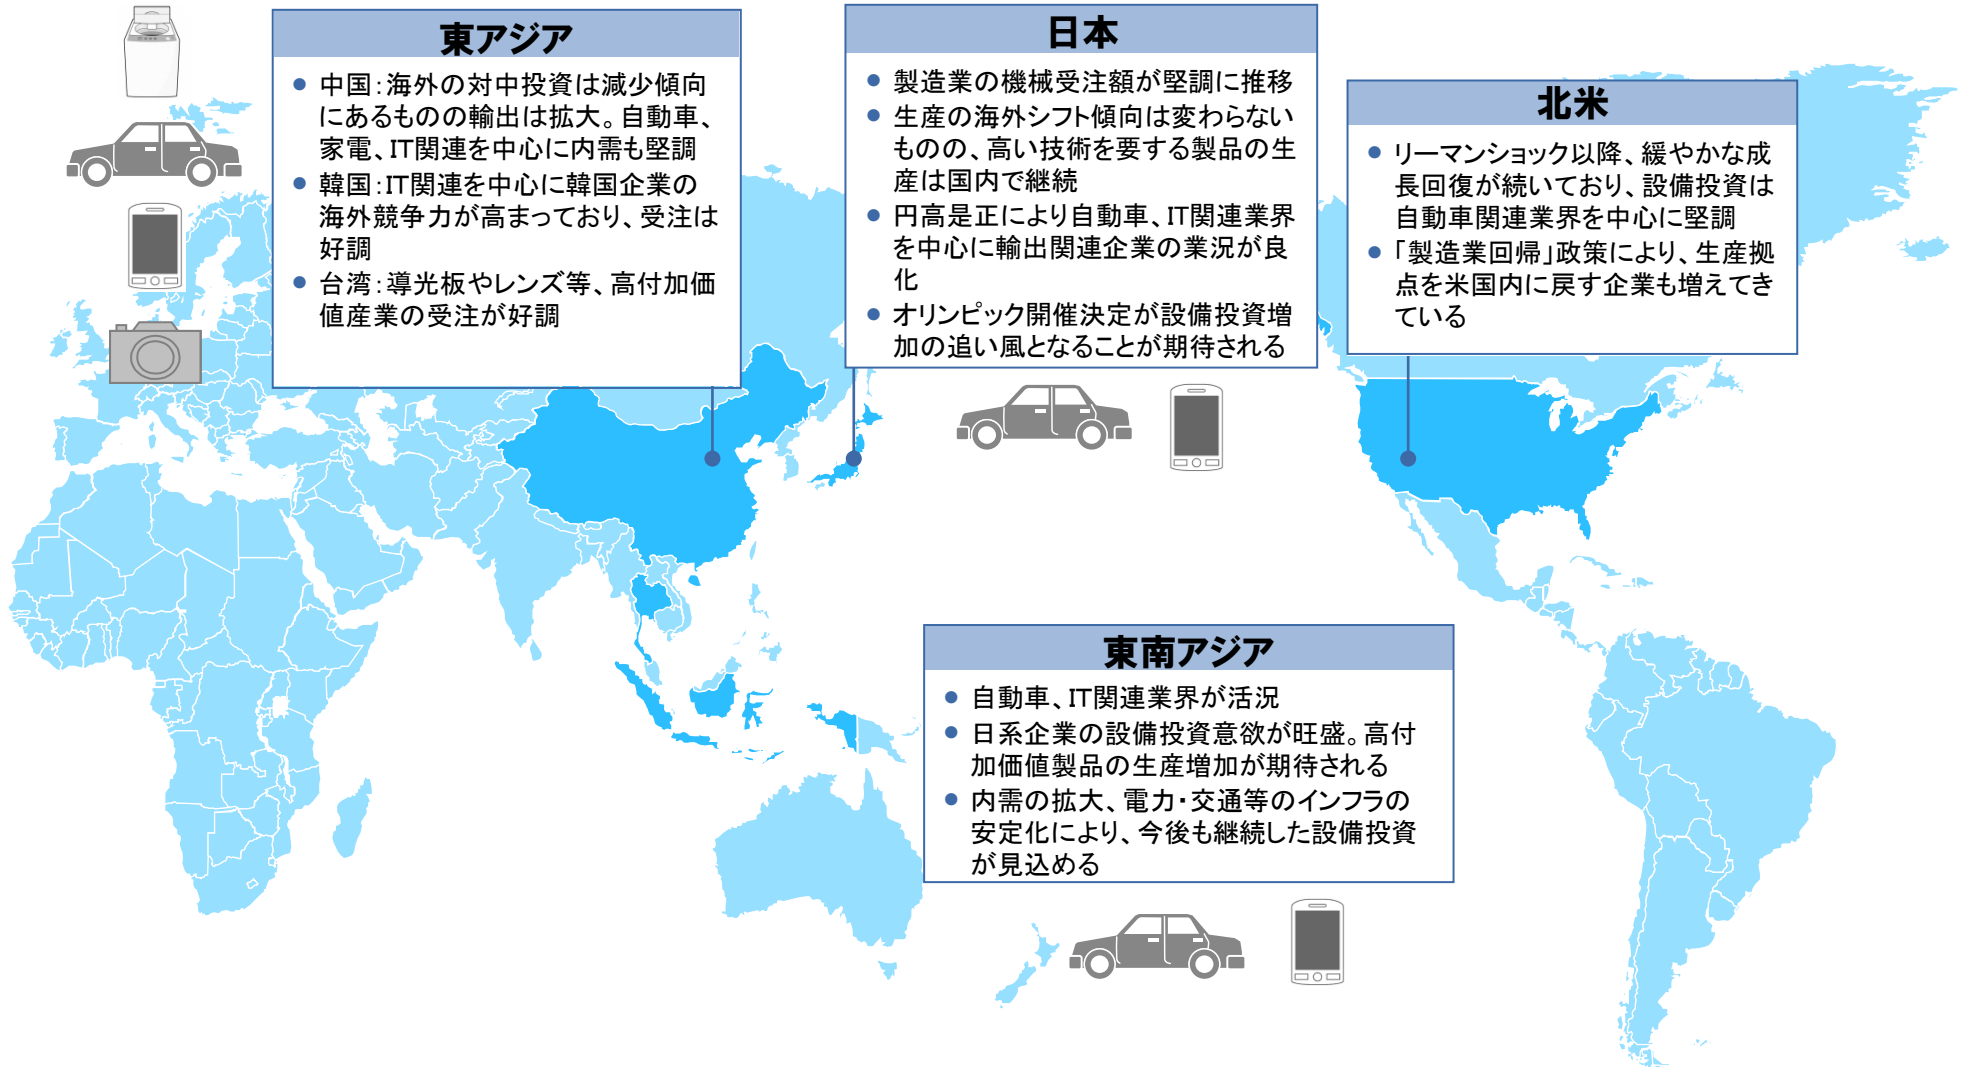 東アジア
中国：海外の対中投資は減少傾向
にあるものの輸出は拡大。自動車、
家電、IT関連を中心に内需も堅調
韓国：IT関連を中心に韓国企業の
海外競争力が高まっており、受注は
好調
台湾：導光板やレンズ等、高付加価
値産業の受注が好調
日本
製造業の機械受注額が堅調に推移
生産の海外シフト傾向は変わらない
ものの、高い技術を要する製品の生
産は国内で継続
円高是正により自動車、IT関連業界
を中心に輸出関連企業の業況が良
化
オリンピック開催決定が設備投資増
加の追い風となることが期待される
北米
リーマンショック以降、緩やかな成
長回復が続いており、設備投資は
自動車関連業界を中心に堅調
「製造業回帰」政策により、生産拠
点を米国内に戻す企業も増えてき
ている
東南アジア
自動車、IT関連業界が活況
日系企業の設備投資意欲が旺盛。高付
加価値製品の生産増加が期待される
内需の拡大、電力・交通等のインフラの
安定化により、今後も継続した設備投資
が見込める